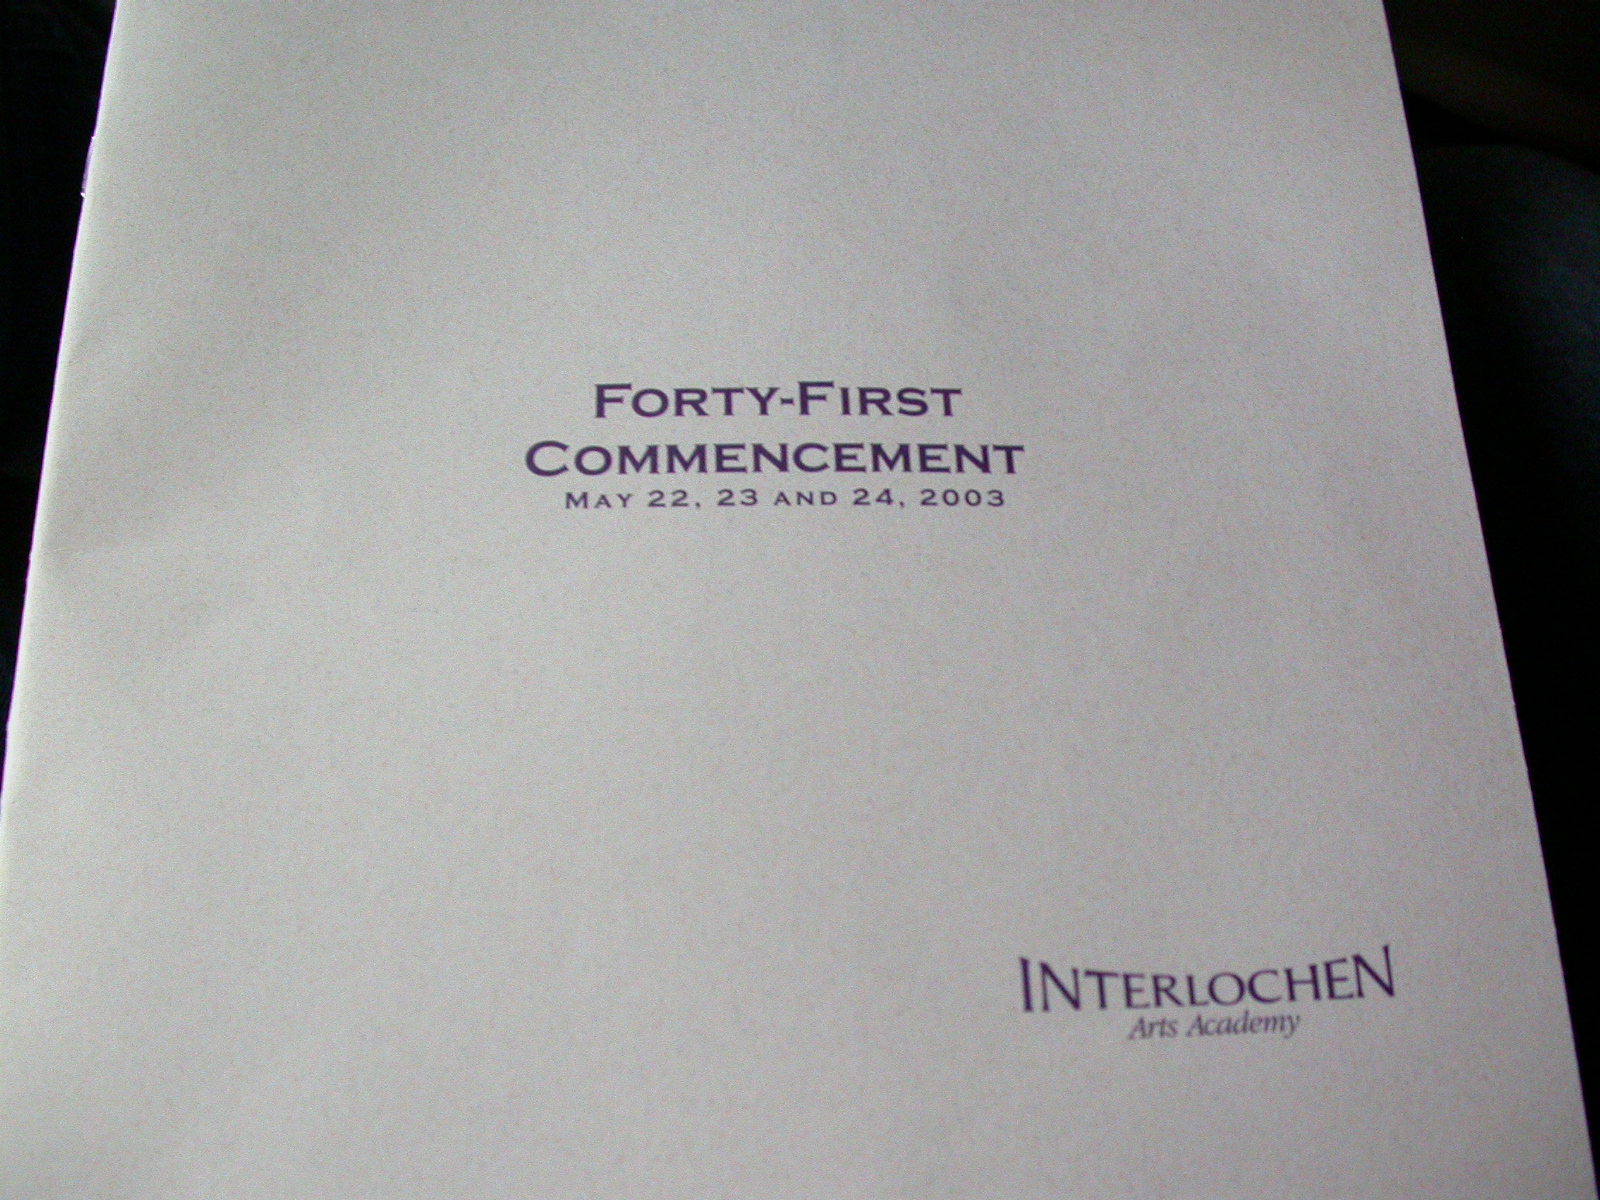 FORTY-FIRST
COMMENCEMENT
MAY 22, 23 AND 24, 2003
INTERLOCHEN
Arts Academy